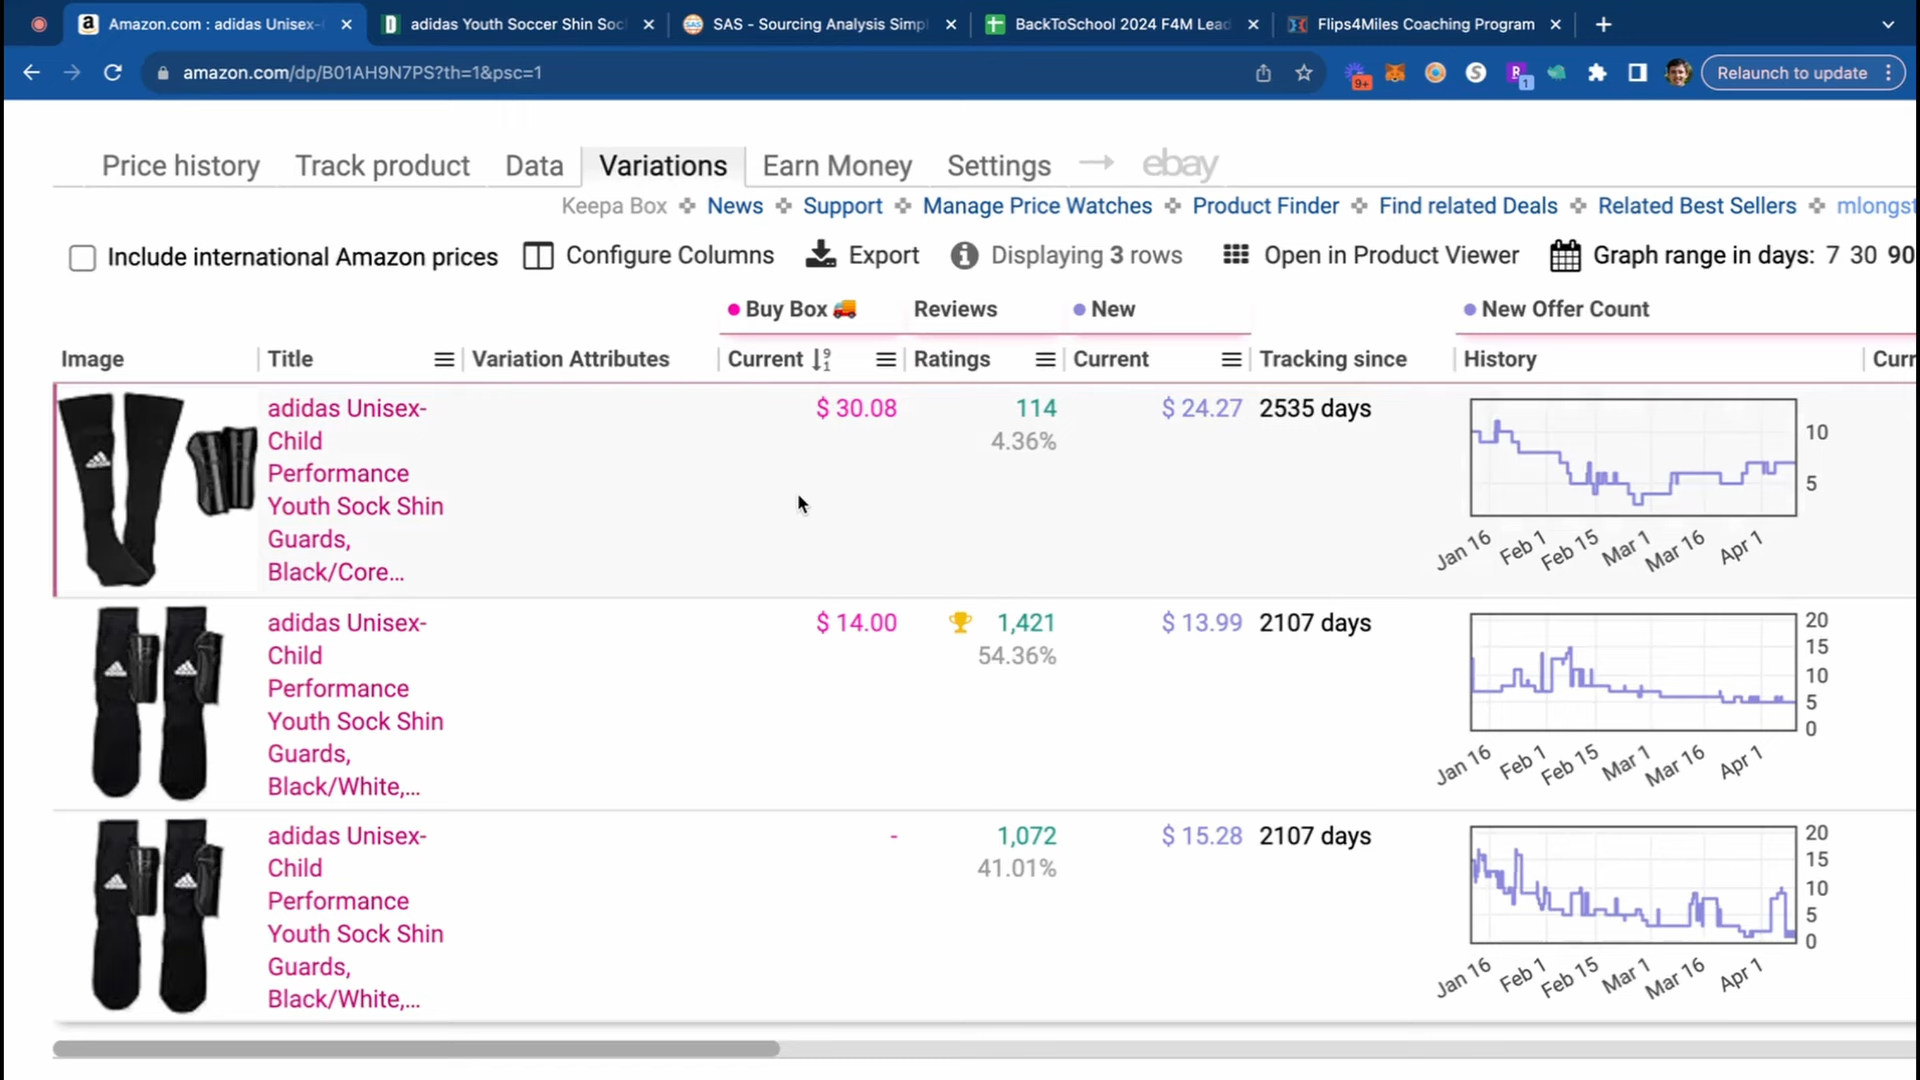 Amazon.com : adidas Unisex-
adidas Youth Soccer Shin Soc
SAS - Sourcing Analysis Simpl
BackToSchool 2024 F4M Lead
Flips4Miles Coaching Program
amazon.com/dp/B01AH9N7PS?th=1&psc=1
9+
S
R
1
Relaunch to update
Price history
Track product
Data
Variations
Earn Money
Settings
ebay
Keepa Box
News
Support
Manage Price Watches
Product Finder
Find related Deals
Related Best Sellers
mlongst
Include international Amazon prices
Configure Columns
Export
Displaying 3 rows
Open in Product Viewer
Graph range in days: 7 30 90
Buy Box
Reviews
New
New Offer Count
Image
Title
Variation Attributes
Current
Ratings
Current
Tracking since
History
Curr
adidas Unisex-
Child
Performance
Youth Sock Shin
Guards,
Black/Core...
$ 30.08
114
4.36%
$ 24.27
2535 days
10
5
Jan 16
Feb 1
Feb 15
Mar 1
Mar 16
Apr 1
adidas Unisex-
Child
Performance
Youth Sock Shin
Guards,
Black/White,...
$ 14.00
1,421
54.36%
$ 13.99
2107 days
20
15
10
5
0
Jan 16
Feb 1
Feb 15
Mar 1
Mar 16
Apr 1
adidas Unisex-
Child
Performance
Youth Sock Shin
Guards,
Black/White,...
-
1,072
41.01%
$ 15.28
2107 days
20
15
10
5
0
Jan 16
Feb 1
Feb 15
Mar 1
Mar 16
Apr 1